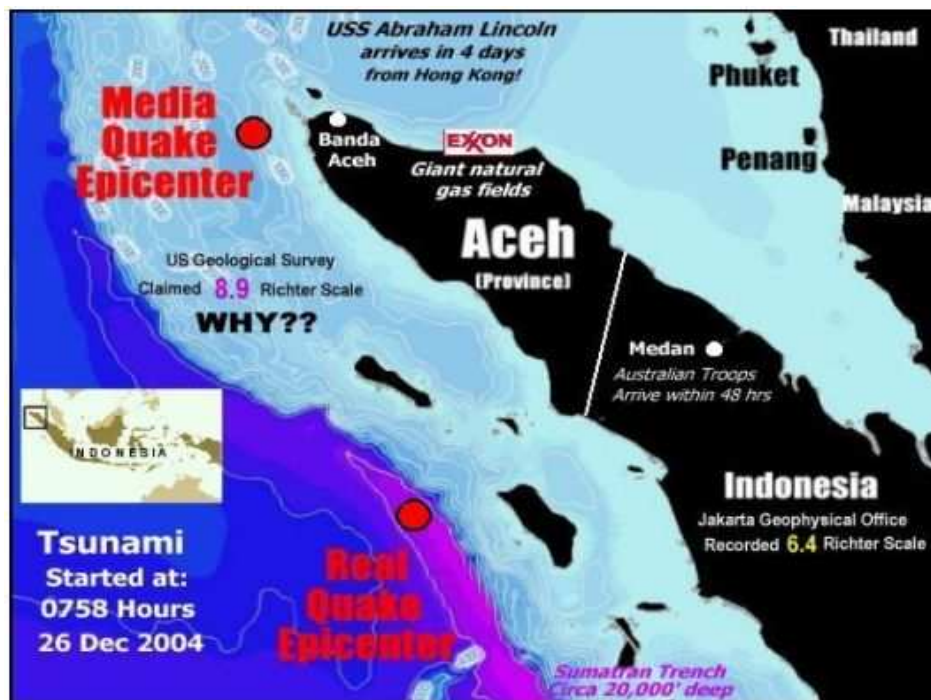 USS Abraham Lincoln
arrives in 4 days
from Hong Kong!
Thailand
Phuket
Media
Quake
Epicenter
Banda
Aceh
EXXON
Giant natural
gas fields
Penang
Malaysia
Aceh
(Province)
US Geological Survey
Claimed 8.9 Richter Scale
WHY??
Medan
Australian Troops
Arrive within 48 hrs
INDONESIA
Indonesia
Jakarta Geophysical Office
Recorded 6.4 Richter Scale
Tsunami
Started at:
0758 Hours
26 Dec 2004
Real
Quake
Epicenter
Sumatran Trench
Circa 20,000' deep